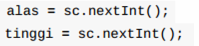 alas = sc.nextInt();
tinggi = sc.nextInt();